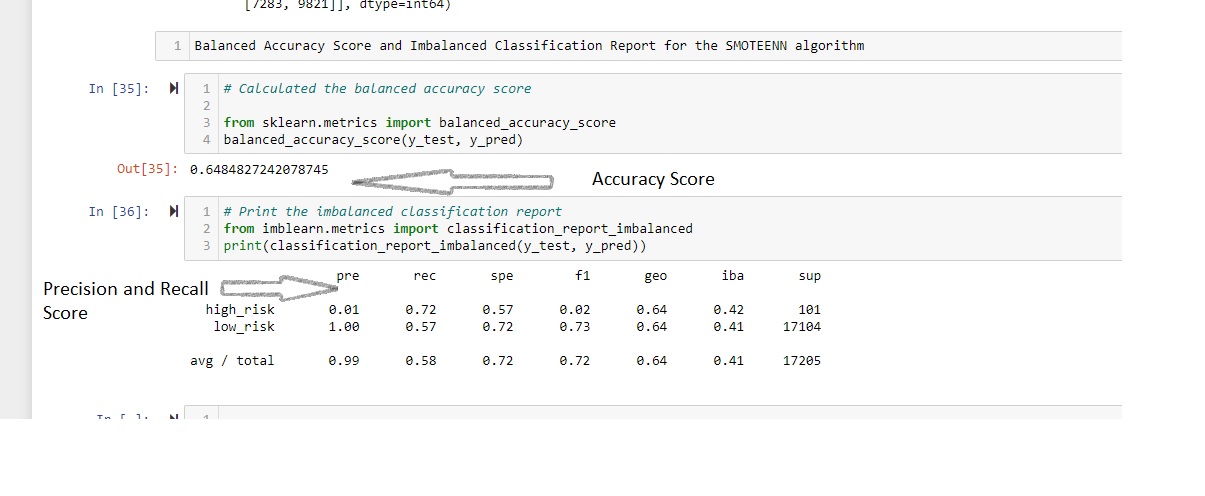 [7283, 9821]], dtype=int64)
1 Balanced Accuracy Score and Imbalanced Classification Report for the SMOTEENN algorithm
In [35]: 1 # Calculated the balanced accuracy score
2
3 from sklearn.metrics import balanced_accuracy_score
4 balanced_accuracy_score(y_test, y_pred)
Out[35]: 0.6484827242078745
Accuracy Score
In [36]: 1 # Print the imbalanced classification report
2 from imblearn.metrics import classification_report_imbalanced
3 print(classification_report_imbalanced(y_test, y_pred))
pre rec spe f1 geo iba sup
Precision and Recall
Score
high_risk 0.01 0.72 0.57 0.02 0.64 0.42 101
low_risk 1.00 0.57 0.72 0.73 0.64 0.41 17104
avg / total 0.99 0.58 0.72 0.72 0.64 0.41 17205
In [ ]: 1